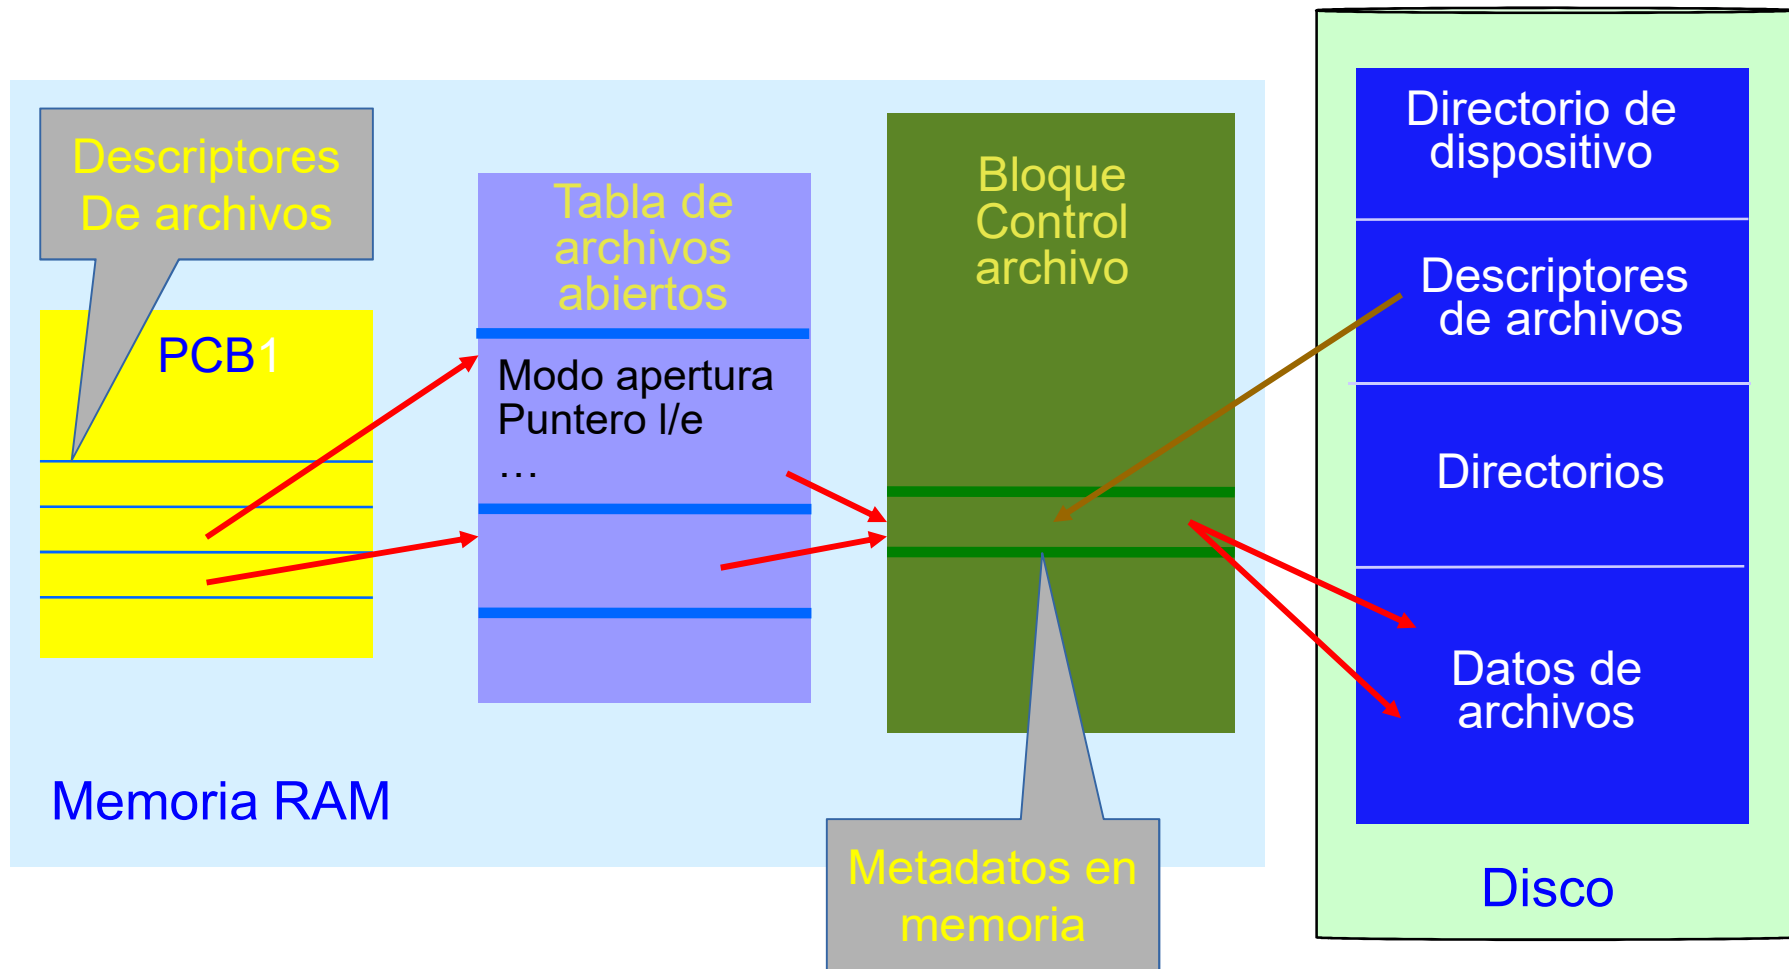 Descriptores
De archivos
PCB1
Tabla de
archivos
abiertos
Modo apertura
Puntero l/e
…
Bloque
Control
archivo
Metadatos en
memoria
Memoria RAM
Directorio de
dispositivo
Descriptores
de archivos
Directorios
Datos de
archivos
Disco